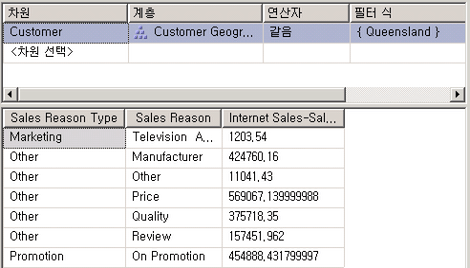 차원 계층 연산자 필터 식
Customer Customer Geogr... 같음 { Queensland }
<차원 선택>
Sales Reason Type Sales Reason Internet Sales-Sal...
Marketing Television A... 1203,54
Other Manufacturer 424760,16
Other Other 11041,43
Other Price 569067,139999988
Other Quality 375718,35
Other Review 157451,962
Promotion On Promotion 454888,431799997